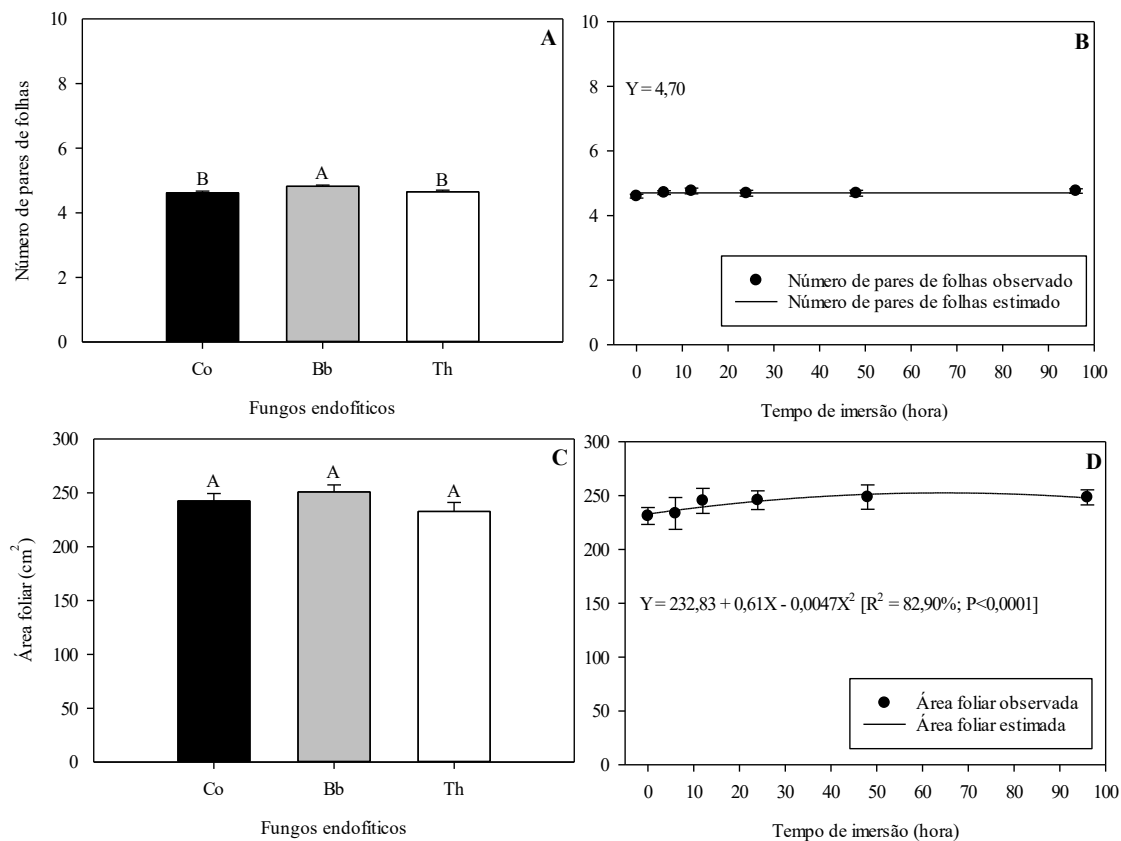 A
Número de pares de folhas
10
8
6
4
2
0
B
A
B
Co
Bb
Th
Fungos endofíticos
B
10
8
6
4
2
0
Y = 4,70
Número de pares de folhas observado
Número de pares de folhas estimado
0 10 20 30 40 50 60 70 80 90 100
Tempo de imersão (hora)
C
Área foliar (cm²)
300
250
200
150
100
50
0
A
A
A
Co
Bb
Th
Fungos endofíticos
D
300
250
200
150
100
50
0
Y = 232,83 + 0,61X - 0,0047X² [R² = 82,90%; P<0,0001]
Área foliar observada
Área foliar estimada
0 10 20 30 40 50 60 70 80 90 100
Tempo de imersão (hora)